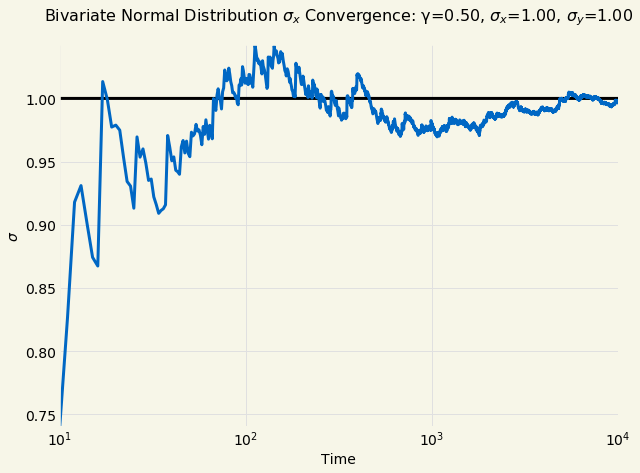 Bivariate Normal Distribution σₓ Convergence: γ=0.50, σₓ=1.00, σᵧ=1.00
1.00
0.95
0.90
σ
0.85
0.80
0.75
10¹ 10² 10³ 10⁴
Time